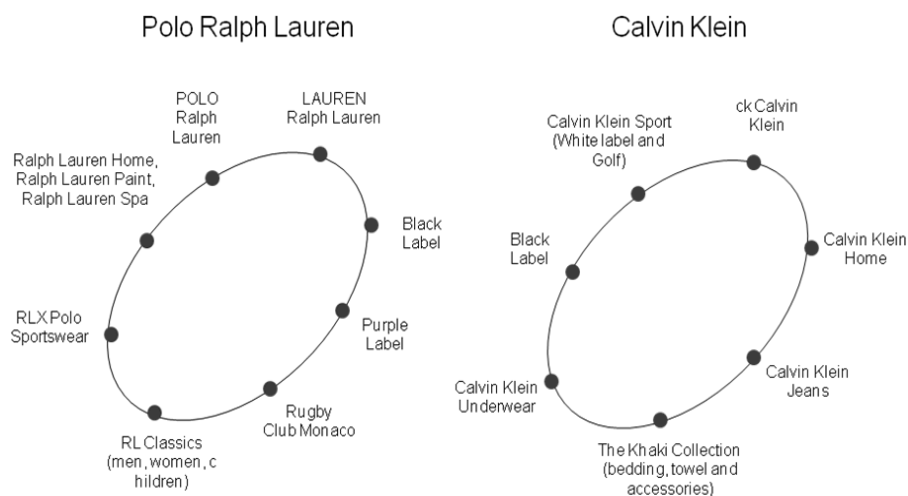 Polo Ralph Lauren
POLO
Ralph
Lauren
LAUREN
Ralph Lauren
Ralph Lauren Home,
Ralph Lauren Paint,
Ralph Lauren Spa
Black
Label
RLX Polo
Sportswear
Purple
Label
Rugby
Club Monaco
RL Classics
(men, women, c
hildren)
Calvin Klein
ck Calvin
Klein
Calvin Klein Sport
(White label and
Golf)
Black
Label
Calvin Klein
Home
Calvin Klein
Underwear
Calvin Klein
Jeans
The Khaki Collection
(bedding, towel and
accessories)